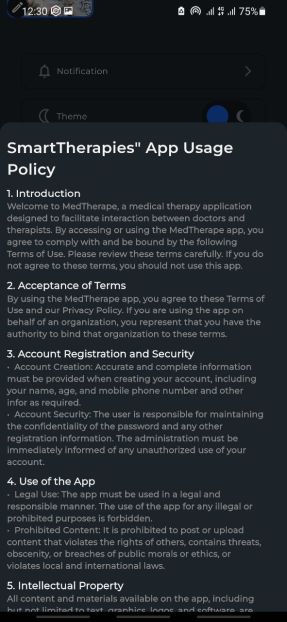 12:30 75%
Notification
Theme
SmartTherapies" App Usage
Policy
1. Introduction
Welcome to MedTherape, a medical therapy application
designed to facilitate interaction between doctors and
therapists. By accessing or using the MedTherape app, you
agree to comply with and be bound by the following
Terms of Use. Please review these terms carefully. If you do
not agree to these terms, you should not use this app.
2. Acceptance of Terms
By using the MedTherape app, you agree to these Terms of
Use and our Privacy Policy. If you are using the app on
behalf of an organization, you represent that you have the
authority to bind that organization to these terms.
3. Account Registration and Security
• Account Creation: Accurate and complete information
must be provided when creating your account, including
your name, age, and mobile phone number and other
infor as required.
• Account Security: The user is responsible for maintaining
the confidentiality of the password and any other
registration information. The administration must be
immediately informed of any unauthorized use of your
account.
4. Use of the App
• Legal Use: The app must be used in a legal and
responsible manner. The use of the app for any illegal or
prohibited purposes is forbidden.
• Prohibited Content: It is prohibited to post or upload
content that violates the rights of others, contains threats,
obscenity, or breaches of public morals or ethics, or
violates local and international laws.
5. Intellectual Property
All content and materials available on the app, including
but not limited to text, graphics, logos, and software, are